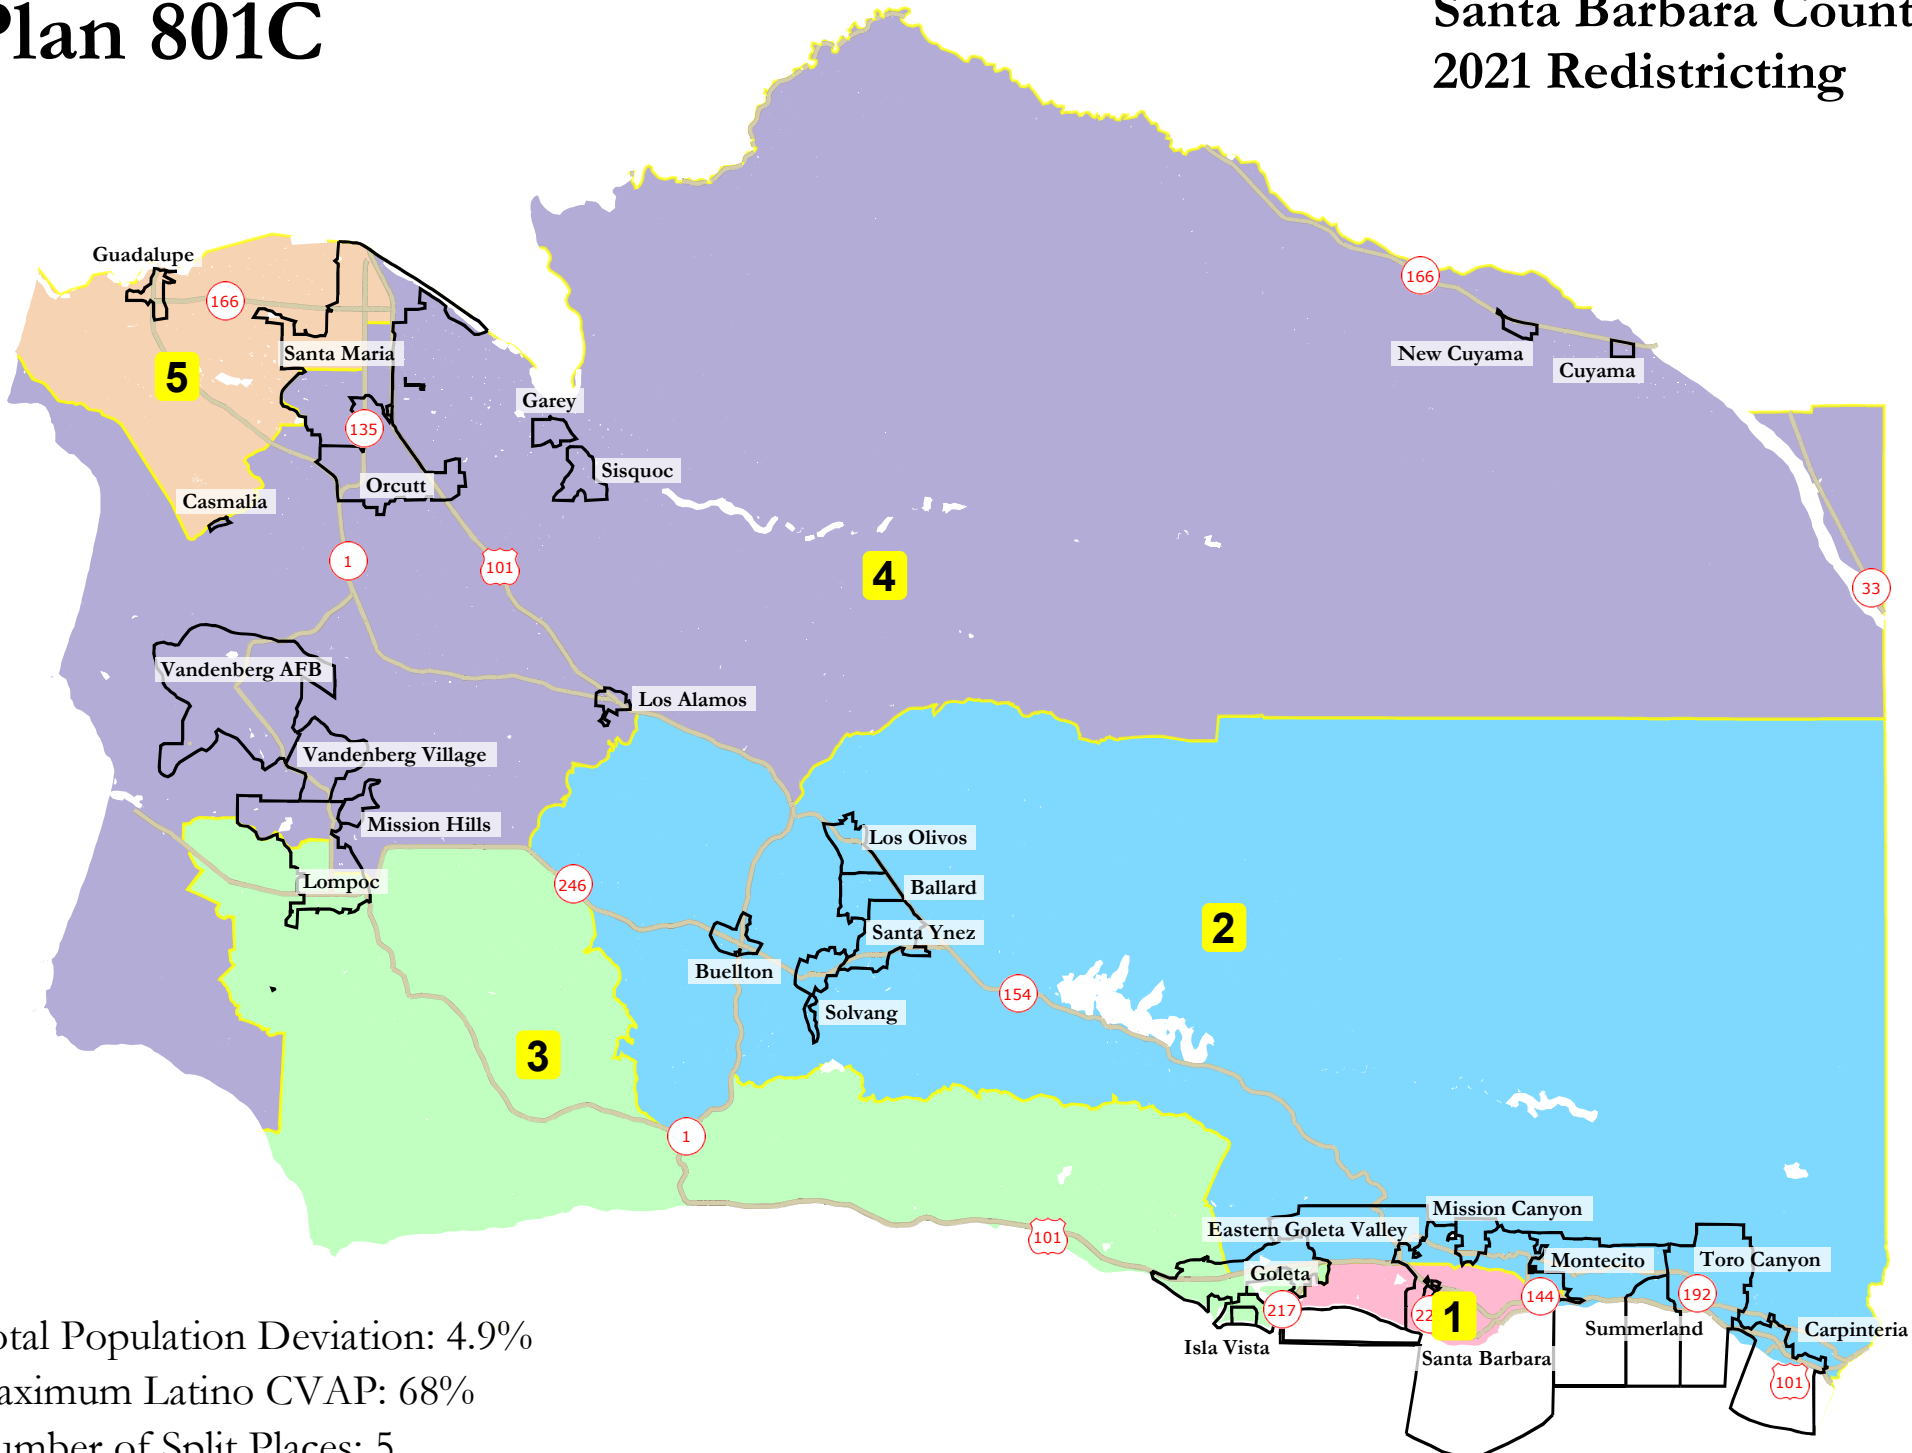 Plan 801C
Santa Barbara Count
2021 Redistricting
Guadalupe
166
5
Santa Maria
166
New Cuyama
Cuyama
Garey
135
Sisquoc
Orcutt
Casmalia
1
101
4
33
Vandenberg AFB
Los Alamos
Vandenberg Village
Mission Hills
Los Olivos
Lompoc
246
Ballard
2
Santa Ynez
Buellton
154
Solvang
3
1
Mission Canyon
Eastern Goleta Valley
101
Montecito
Toro Canyon
Goleta
217
22
1
144
192
Summerland
Carpinteria
Isla Vista
Santa Barbara
101
otal Population Deviation: 4.9%
aximum Latino CVAP: 68%
umber of Split Places: 5